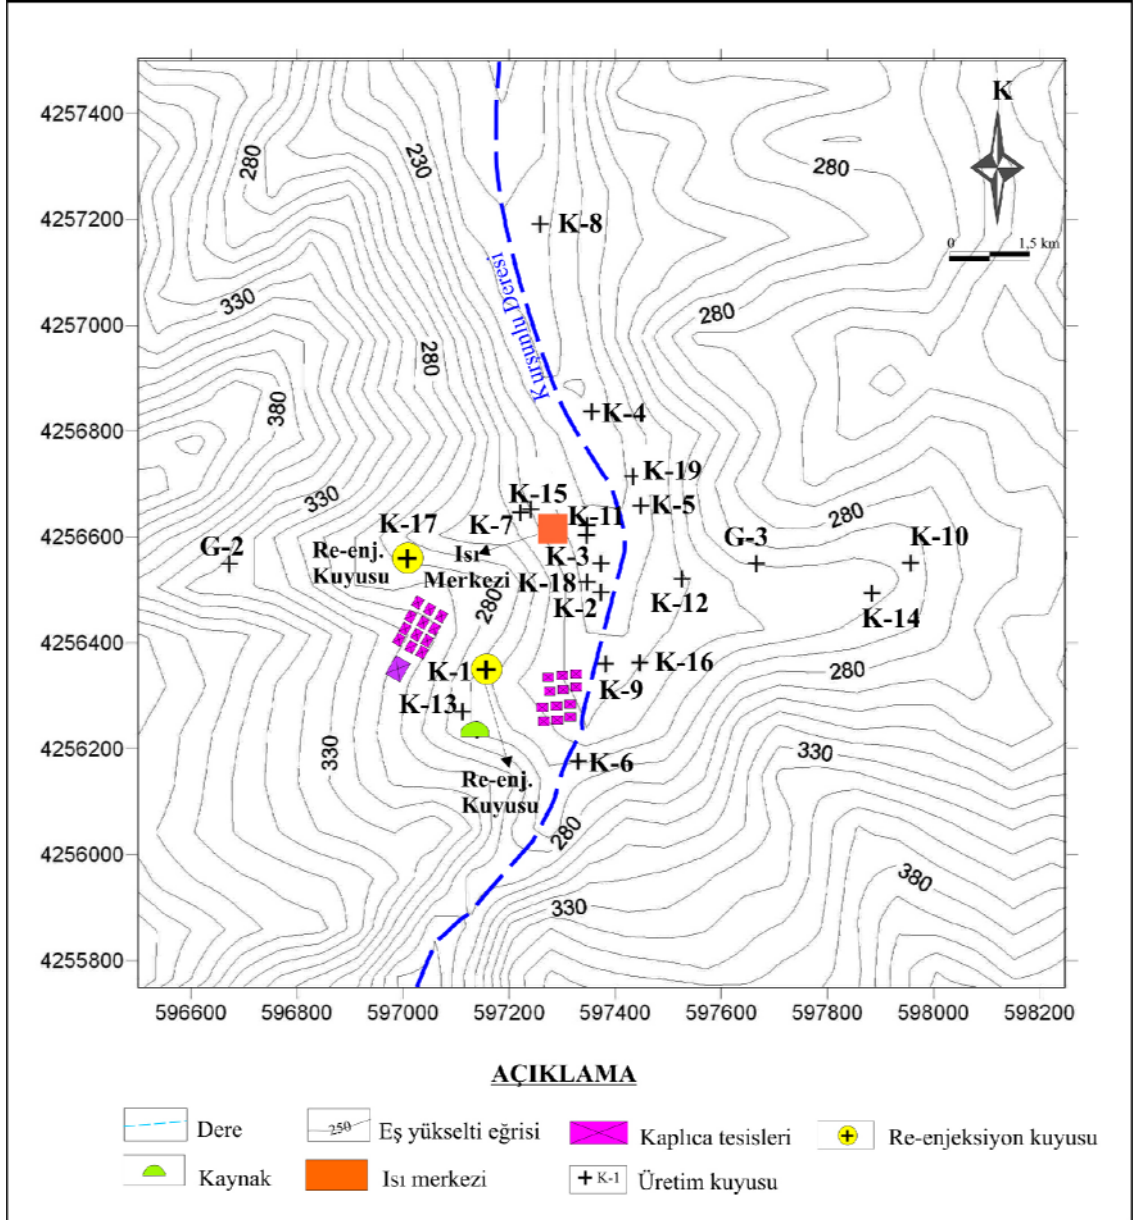 4257400
4257200
4257000
4256800
4256600
4256400
4256200
4256000
4255800
596600
596800
597000
597200
597400
597600
597800
598000
598200
K
0
1,5 km
280
230
280
330
280
280
380
330
280
280
280
330
330
280
330
380
Kurşunlu Deresi
K-8
K-4
K-19
K-15
K-5
K-11
K-7
K-17
G-2
G-3
K-10
Re-enj.
Kuyusu
Isı
Merkezi
K-3
K-18
K-2
K-12
K-14
K-16
K-1
K-9
K-13
K-6
Re-enj.
Kuyusu
AÇIKLAMA
Dere
250
Eş yükselti eğrisi
Kaplıca tesisleri
Re-enjeksiyon kuyusu
Kaynak
Isı merkezi
K-1
Üretim kuyusu